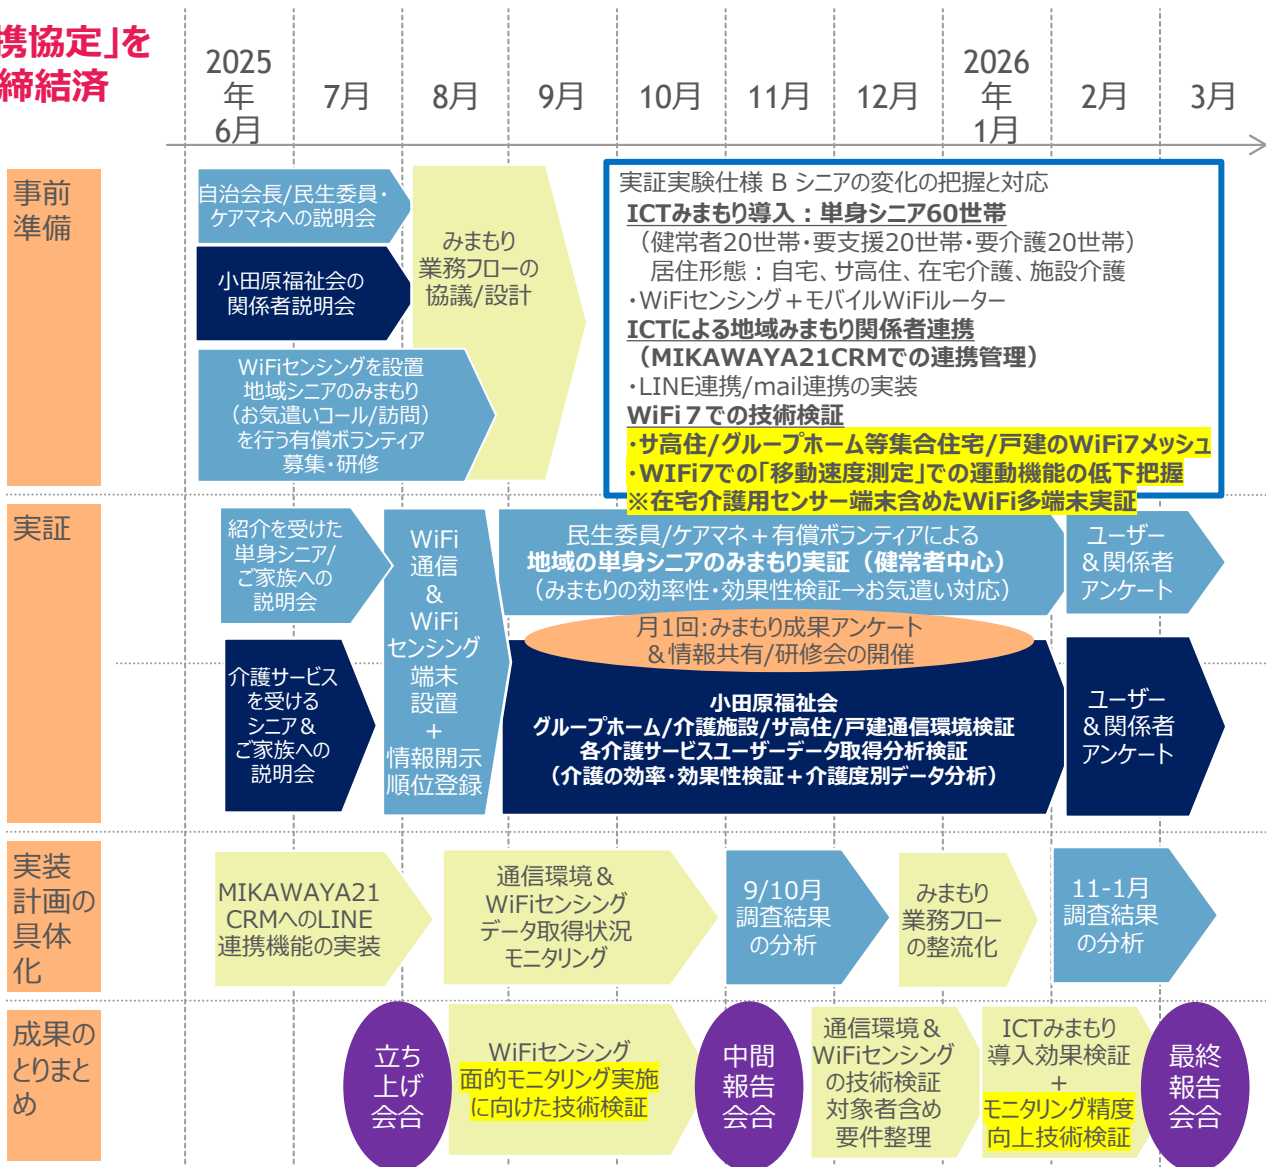 携協定」を
締結済
2025
年
6月
7月
8月
9月
10月
11月
12月
2026
年
1月
2月
3月
事前
準備
自治会長/民生委員・
ケアマネへの説明会
小田原福祉会の
関係者説明会
WiFiセンシングを設置
地域シニアのみまもり
（お気遣いコール/訪問）
を行う有償ボランティア
募集・研修
みまもり
業務フローの
協議/設計
実証実験仕様 B シニアの変化の把握と対応
ICTみまもり導入：単身シニア60世帯
（健常者20世帯・要支援20世帯・要介護20世帯）
居住形態：自宅、サ高住、在宅介護、施設介護
・WiFiセンシング＋モバイルWiFiルーター
ICTによる地域みまもり関係者連携
（MIKAWAYA21CRMでの連携管理）
・LINE連携/mail連携の実装
WiFi７での技術検証
・サ高住/グループホーム等集合住宅/戸建のWiFi7メッシュ
・WIFi7での「移動速度測定」での運動機能の低下把握
※在宅介護用センサー端末含めたWiFi多端末実証
実証
紹介を受けた
単身シニア/
ご家族への
説明会
介護サービス
を受ける
シニア＆
ご家族への
説明会
WiFi
通信
＆
WiFi
センシング
端末
設置
＋
情報開示
順位登録
民生委員/ケアマネ＋有償ボランティアによる
地域の単身シニアのみまもり実証（健常者中心）
（みまもりの効率性・効果性検証→お気遣い対応）
月1回:みまもり成果アンケート
＆情報共有/研修会の開催
小田原福祉会
グループホーム/介護施設/サ高住/戸建通信環境検証
各介護サービスユーザーデータ取得分析検証
（介護の効率・効果性検証＋介護度別データ分析）
ユーザー
＆関係者
アンケート
ユーザー
＆関係者
アンケート
実装
計画の
具体
化
MIKAWAYA21
CRMへのLINE
連携機能の実装
通信環境＆
WiFiセンシング
データ取得状況
モニタリング
9/10月
調査結果
の分析
みまもり
業務フロー
の整流化
11-1月
調査結果
の分析
成果の
とりまと
め
立ち
上げ
会合
WiFiセンシング
面的モニタリング実施
に向けた技術検証
中間
報告
会合
通信環境＆
WiFiセンシング
の技術検証
対象者含め
要件整理
ICTみまもり
導入効果検証
＋
モニタリング精度
向上技術検証
最終
報告
会合